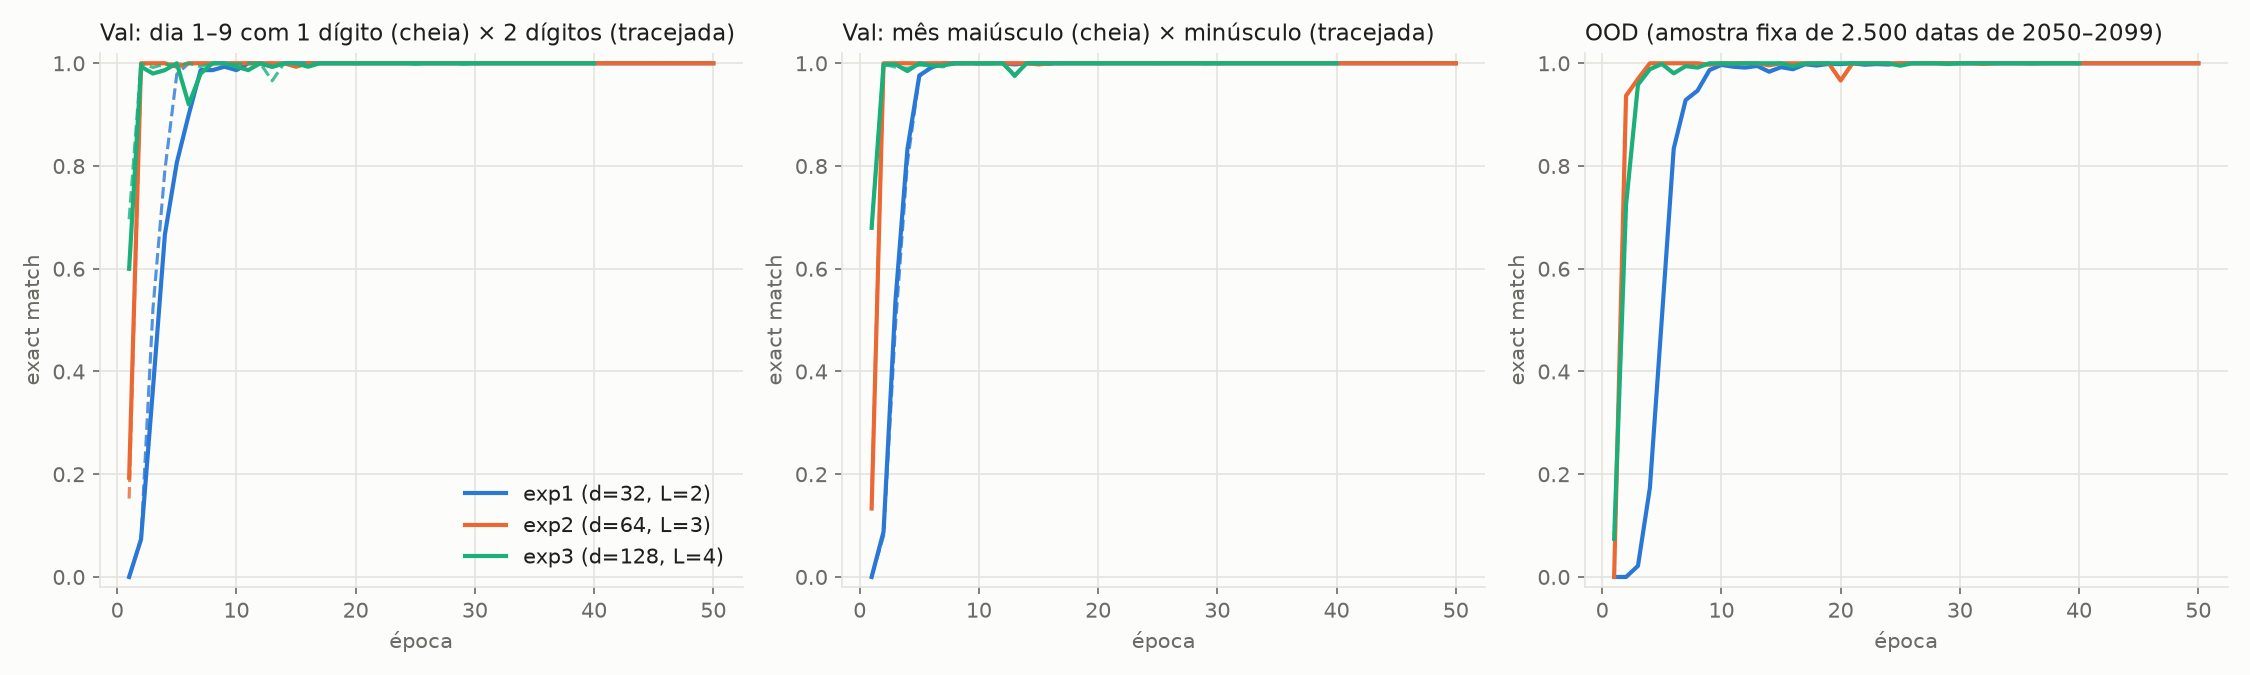 Val: dia 1–9 com 1 dígito (cheia) × 2 dígitos (tracejada)
exact match
1.0
0.8
0.6
0.4
0.2
0.0
0 10 20 30 40 50
época
exp1 (d=32, L=2)
exp2 (d=64, L=3)
exp3 (d=128, L=4)
Val: mês maiúsculo (cheia) × minúsculo (tracejada)
exact match
1.0
0.8
0.6
0.4
0.2
0.0
0 10 20 30 40 50
época
OOD (amostra fixa de 2.500 datas de 2050–2099)
exact match
1.0
0.8
0.6
0.4
0.2
0.0
0 10 20 30 40 50
época